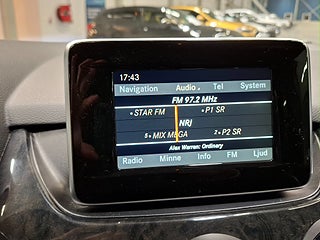 17:43
Navigation Audio Tel System
FM 97.2 MHz
STAR FM P1 SR
NRJ
5 MIX MEGA 2 P2 SR
Alex Warren: Ordinary
Radio Minne Info FM Ljud